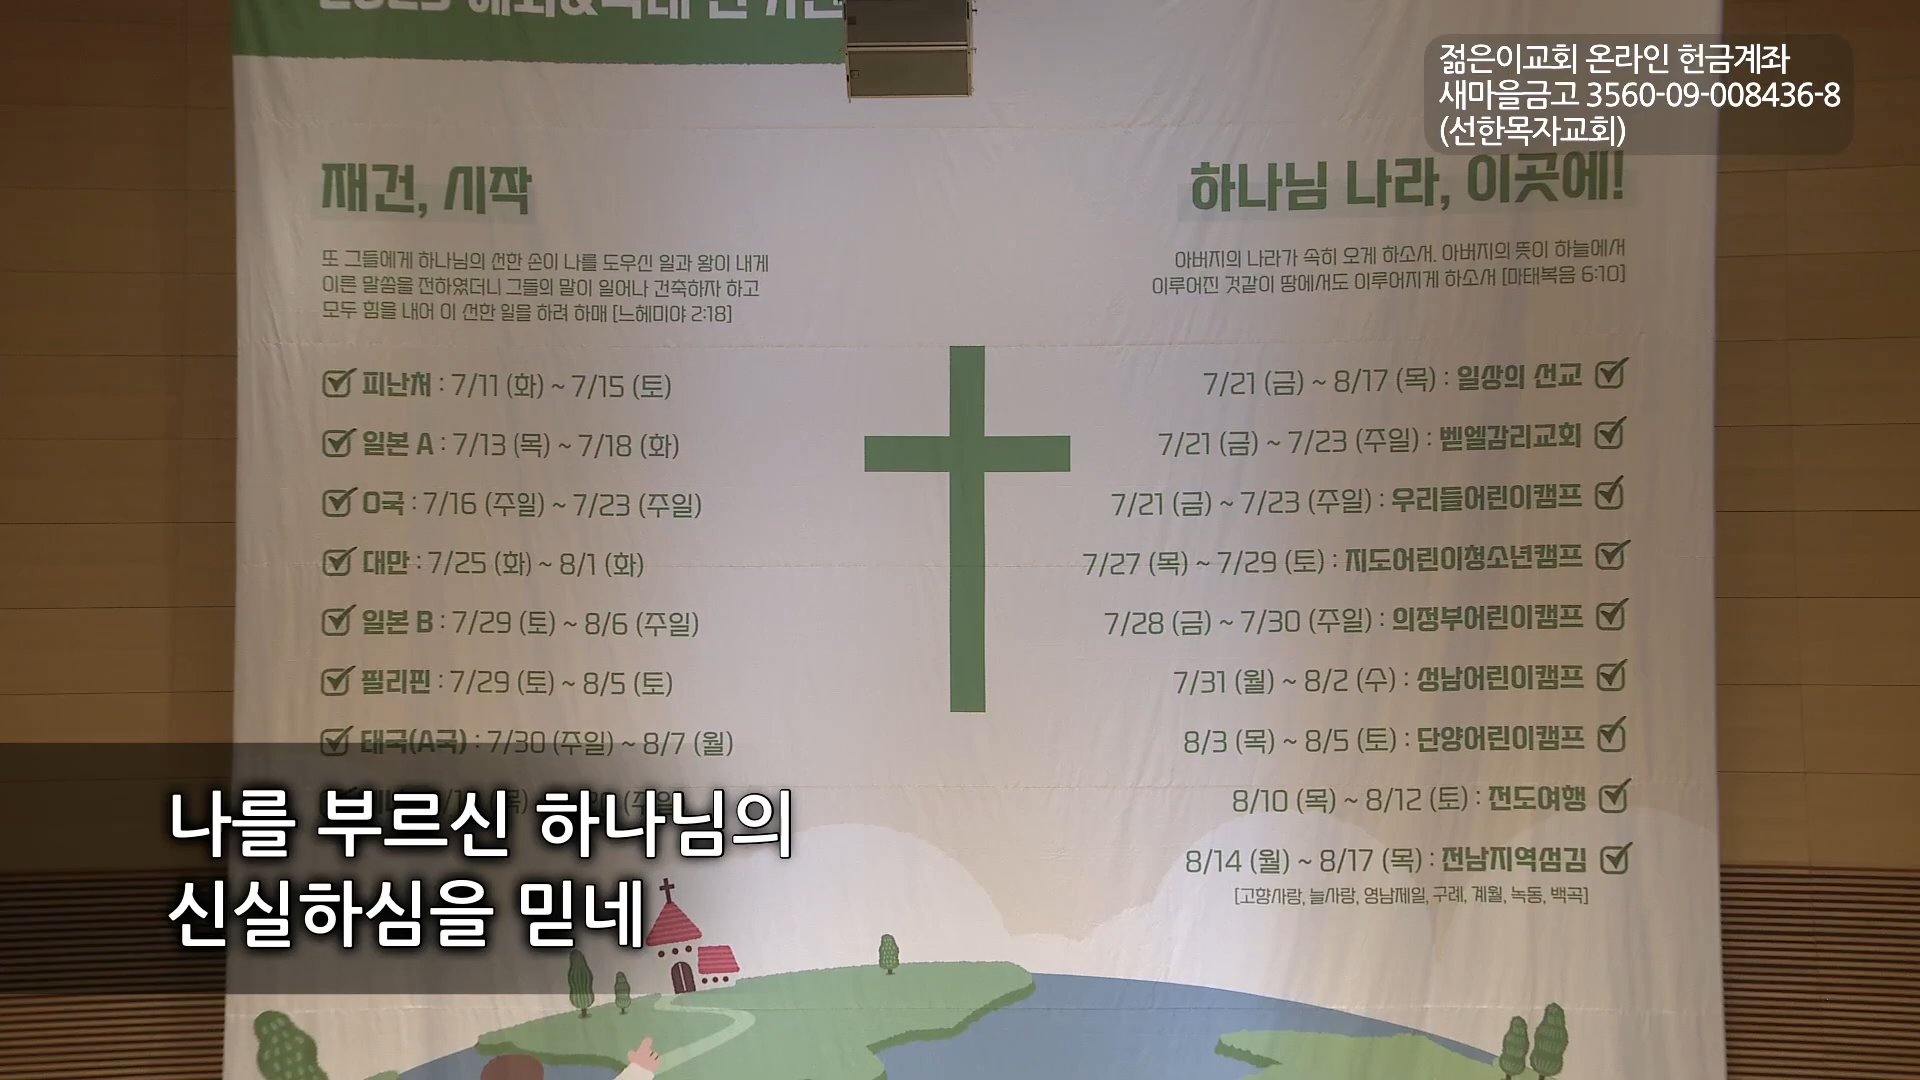 젊은이교회 온라인 헌금계좌
새마을금고 3560-09-008436-8
(선한목자교회)
재건, 시작
또 그들에게 하나님의 선한 손이 나를 도우신 일과 왕이 내게
이른 말씀을 전하였더니 그들의 말이 일어나 건축하자 하고
모두 힘을 내어 이 선한 일을 하려 하매 [느헤미야 2:18]
피난처 : 7/11 (화) ~ 7/15 (토)
일본 A : 7/13 (목) ~ 7/18 (화)
O국 : 7/16 (주일) ~ 7/23 (주일)
대만 : 7/25 (화) ~ 8/1 (화)
일본 B : 7/29 (토) ~ 8/6 (주일)
필리핀 : 7/29 (토) ~ 8/5 (토)
태국(A국) : 7/30 (주일) ~ 8/7 (월)
하나님 나라, 이곳에!
아버지의 나라가 속히 오게 하소서. 아버지의 뜻이 하늘에서
이루어진 것같이 땅에서도 이루어지게 하소서 [마태복음 6:10]
7/21 (금) ~ 8/17 (목) : 일상의 선교
7/21 (금) ~ 7/23 (주일) : 벧엘감리교회
7/21 (금) ~ 7/23 (주일) : 우리들어린이캠프
7/27 (목) ~ 7/29 (토) : 지도어린이청소년캠프
7/28 (금) ~ 7/30 (주일) : 의정부어린이캠프
7/31 (월) ~ 8/2 (수) : 성남어린이캠프
8/3 (목) ~ 8/5 (토) : 단양어린이캠프
8/10 (목) ~ 8/12 (토) : 전도여행
8/14 (월) ~ 8/17 (목) : 전남지역섬김
[고향사랑, 늘사랑, 영남제일, 구례, 계월, 녹동, 백곡]
나를 부르신 하나님의
신실하심을 믿네